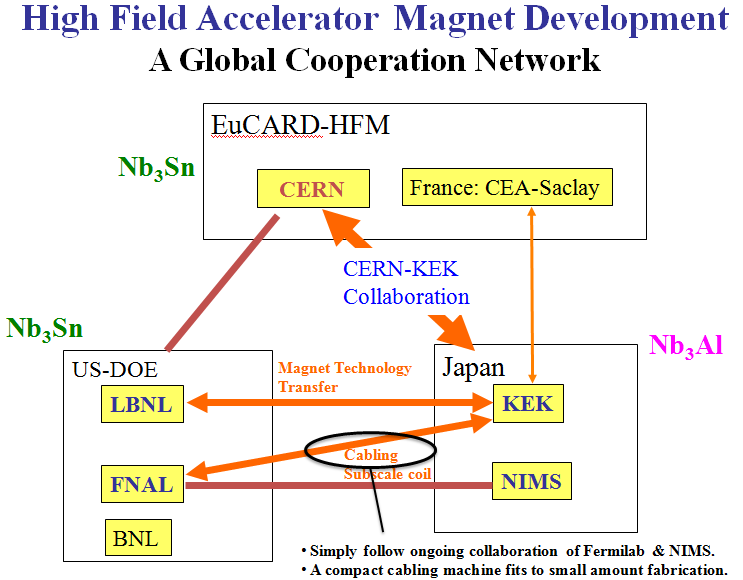 High Field Accelerator Magnet Development
A Global Cooperation Network
EuCARD-HFM
Nb₃Sn
CERN
France: CEA-Saclay
CERN-KEK
Collaboration
Nb₃Sn
Nb₃Al
US-DOE
Magnet Technology
Transfer
Japan
LBNL
KEK
Cabling
Subscale coil
FNAL
NIMS
BNL
• Simply follow ongoing collaboration of Fermilab & NIMS.
• A compact cabling machine fits to small amount fabrication.